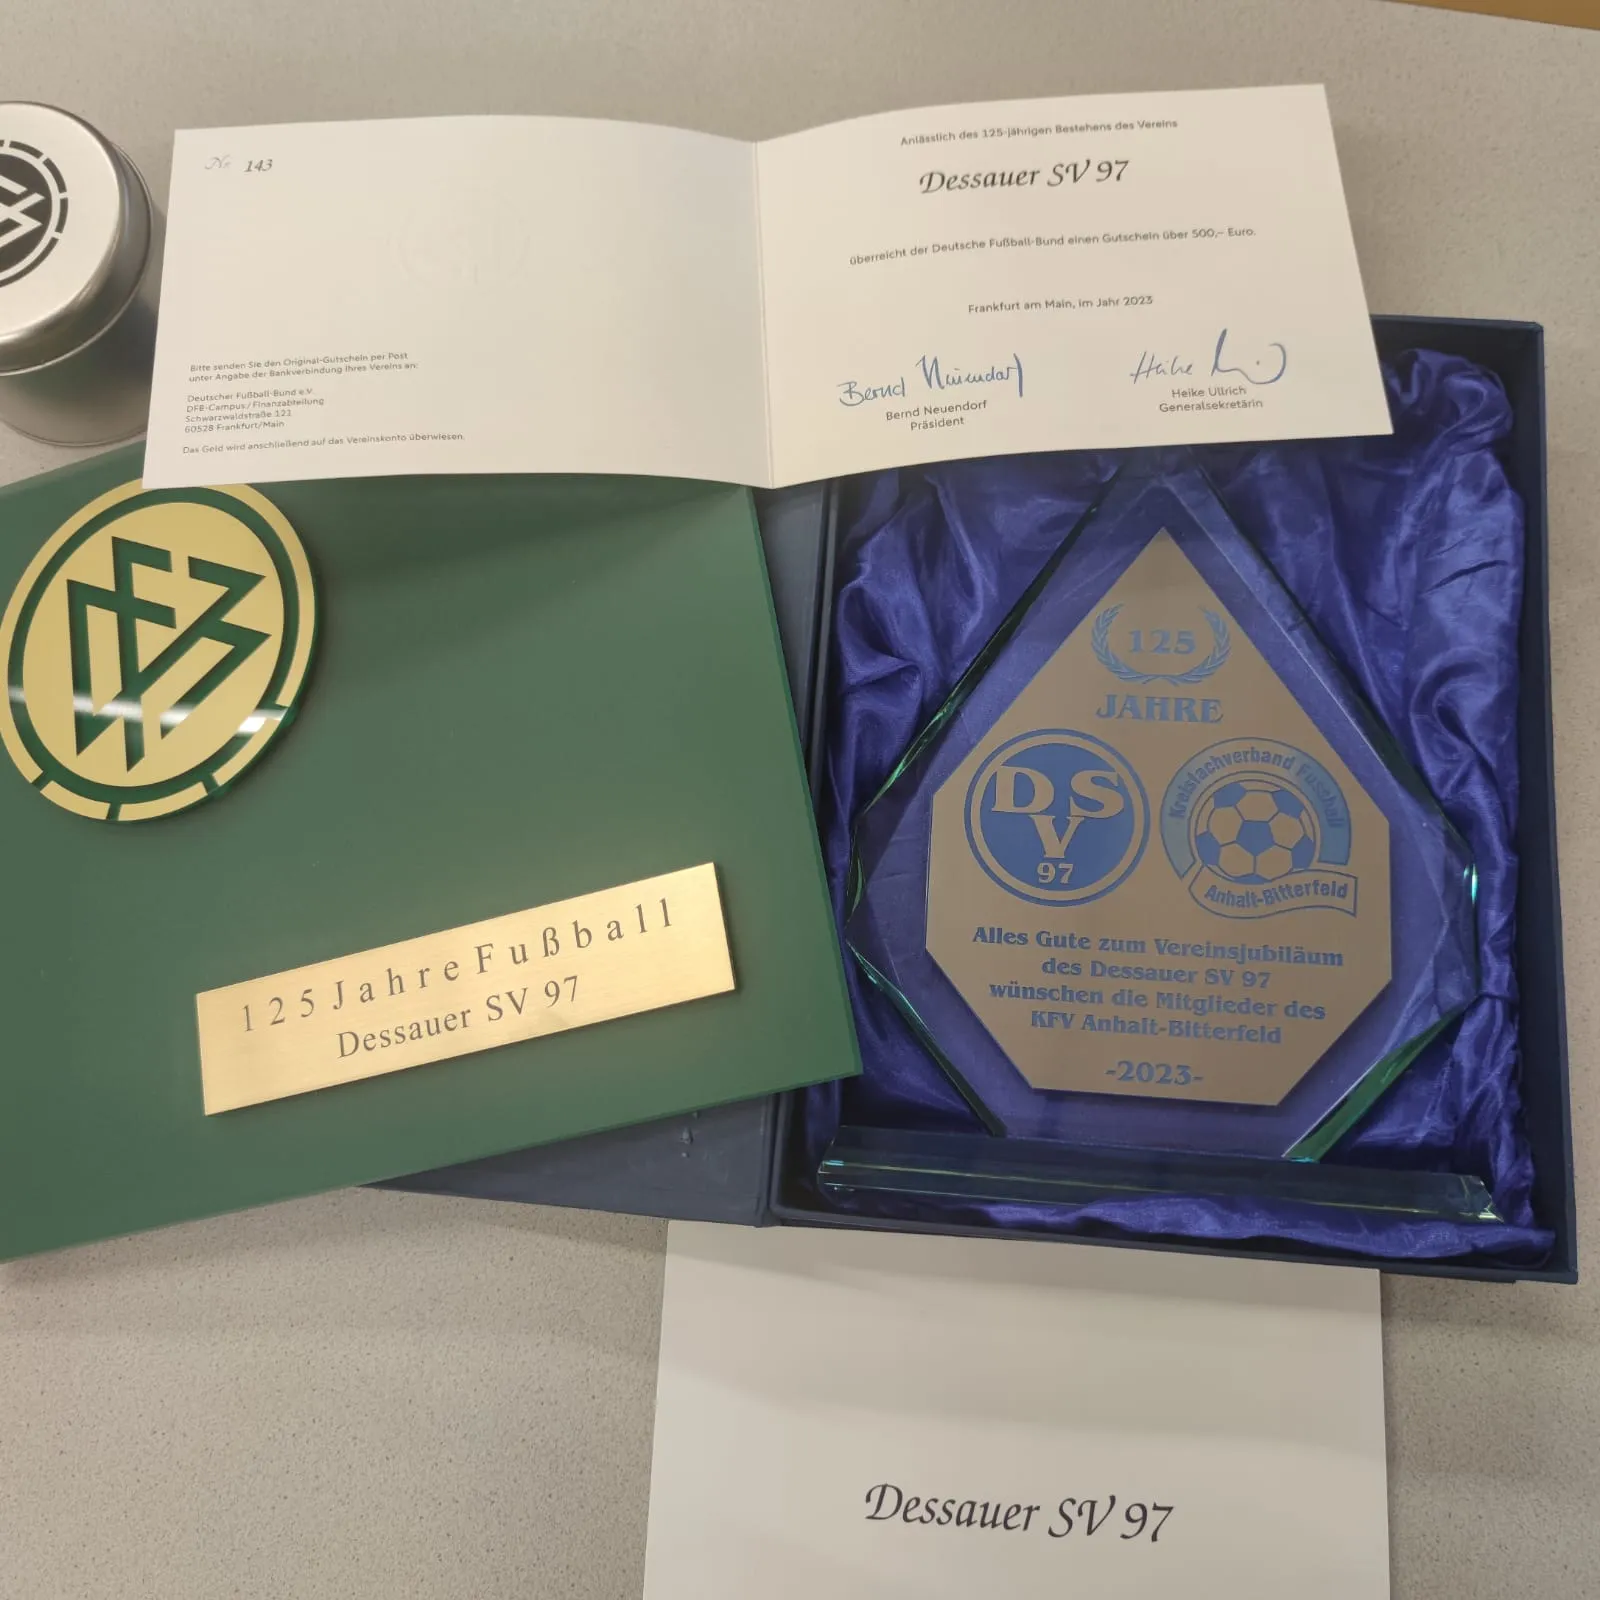 Nr. 143
Bitte senden Sie den Original-Gutschein per Post
unter Angabe der Bankverbindung Ihres Vereins an:
Deutscher Fußball-Bund e.V.
DFB-Campus / Finanzabteilung
Schwarzwaldstraße 121
60528 Frankfurt/Main
Das Geld wird anschließend auf das Vereinskonto überwiesen.
Anlässlich des 125-jährigen Bestehens des Vereins
Dessauer SV 97
überreicht der Deutsche Fußball-Bund einen Gutschein über 500,– Euro.
Frankfurt am Main, im Jahr 2023
Bernd Neuendorf
Bernd Neuendorf
Präsident
Heike
Heike Ullrich
Generalsekretärin
DFB
125 Jahre Fußball
Dessauer SV 97
125
JAHRE
DSV
97
Kreisfachverband Fussball
Anhalt-Bitterfeld
Alles Gute zum Vereinsjubiläum
des Dessauer SV 97
wünschen die Mitglieder des
KFV Anhalt-Bitterfeld
-2023-
Dessauer SV 97